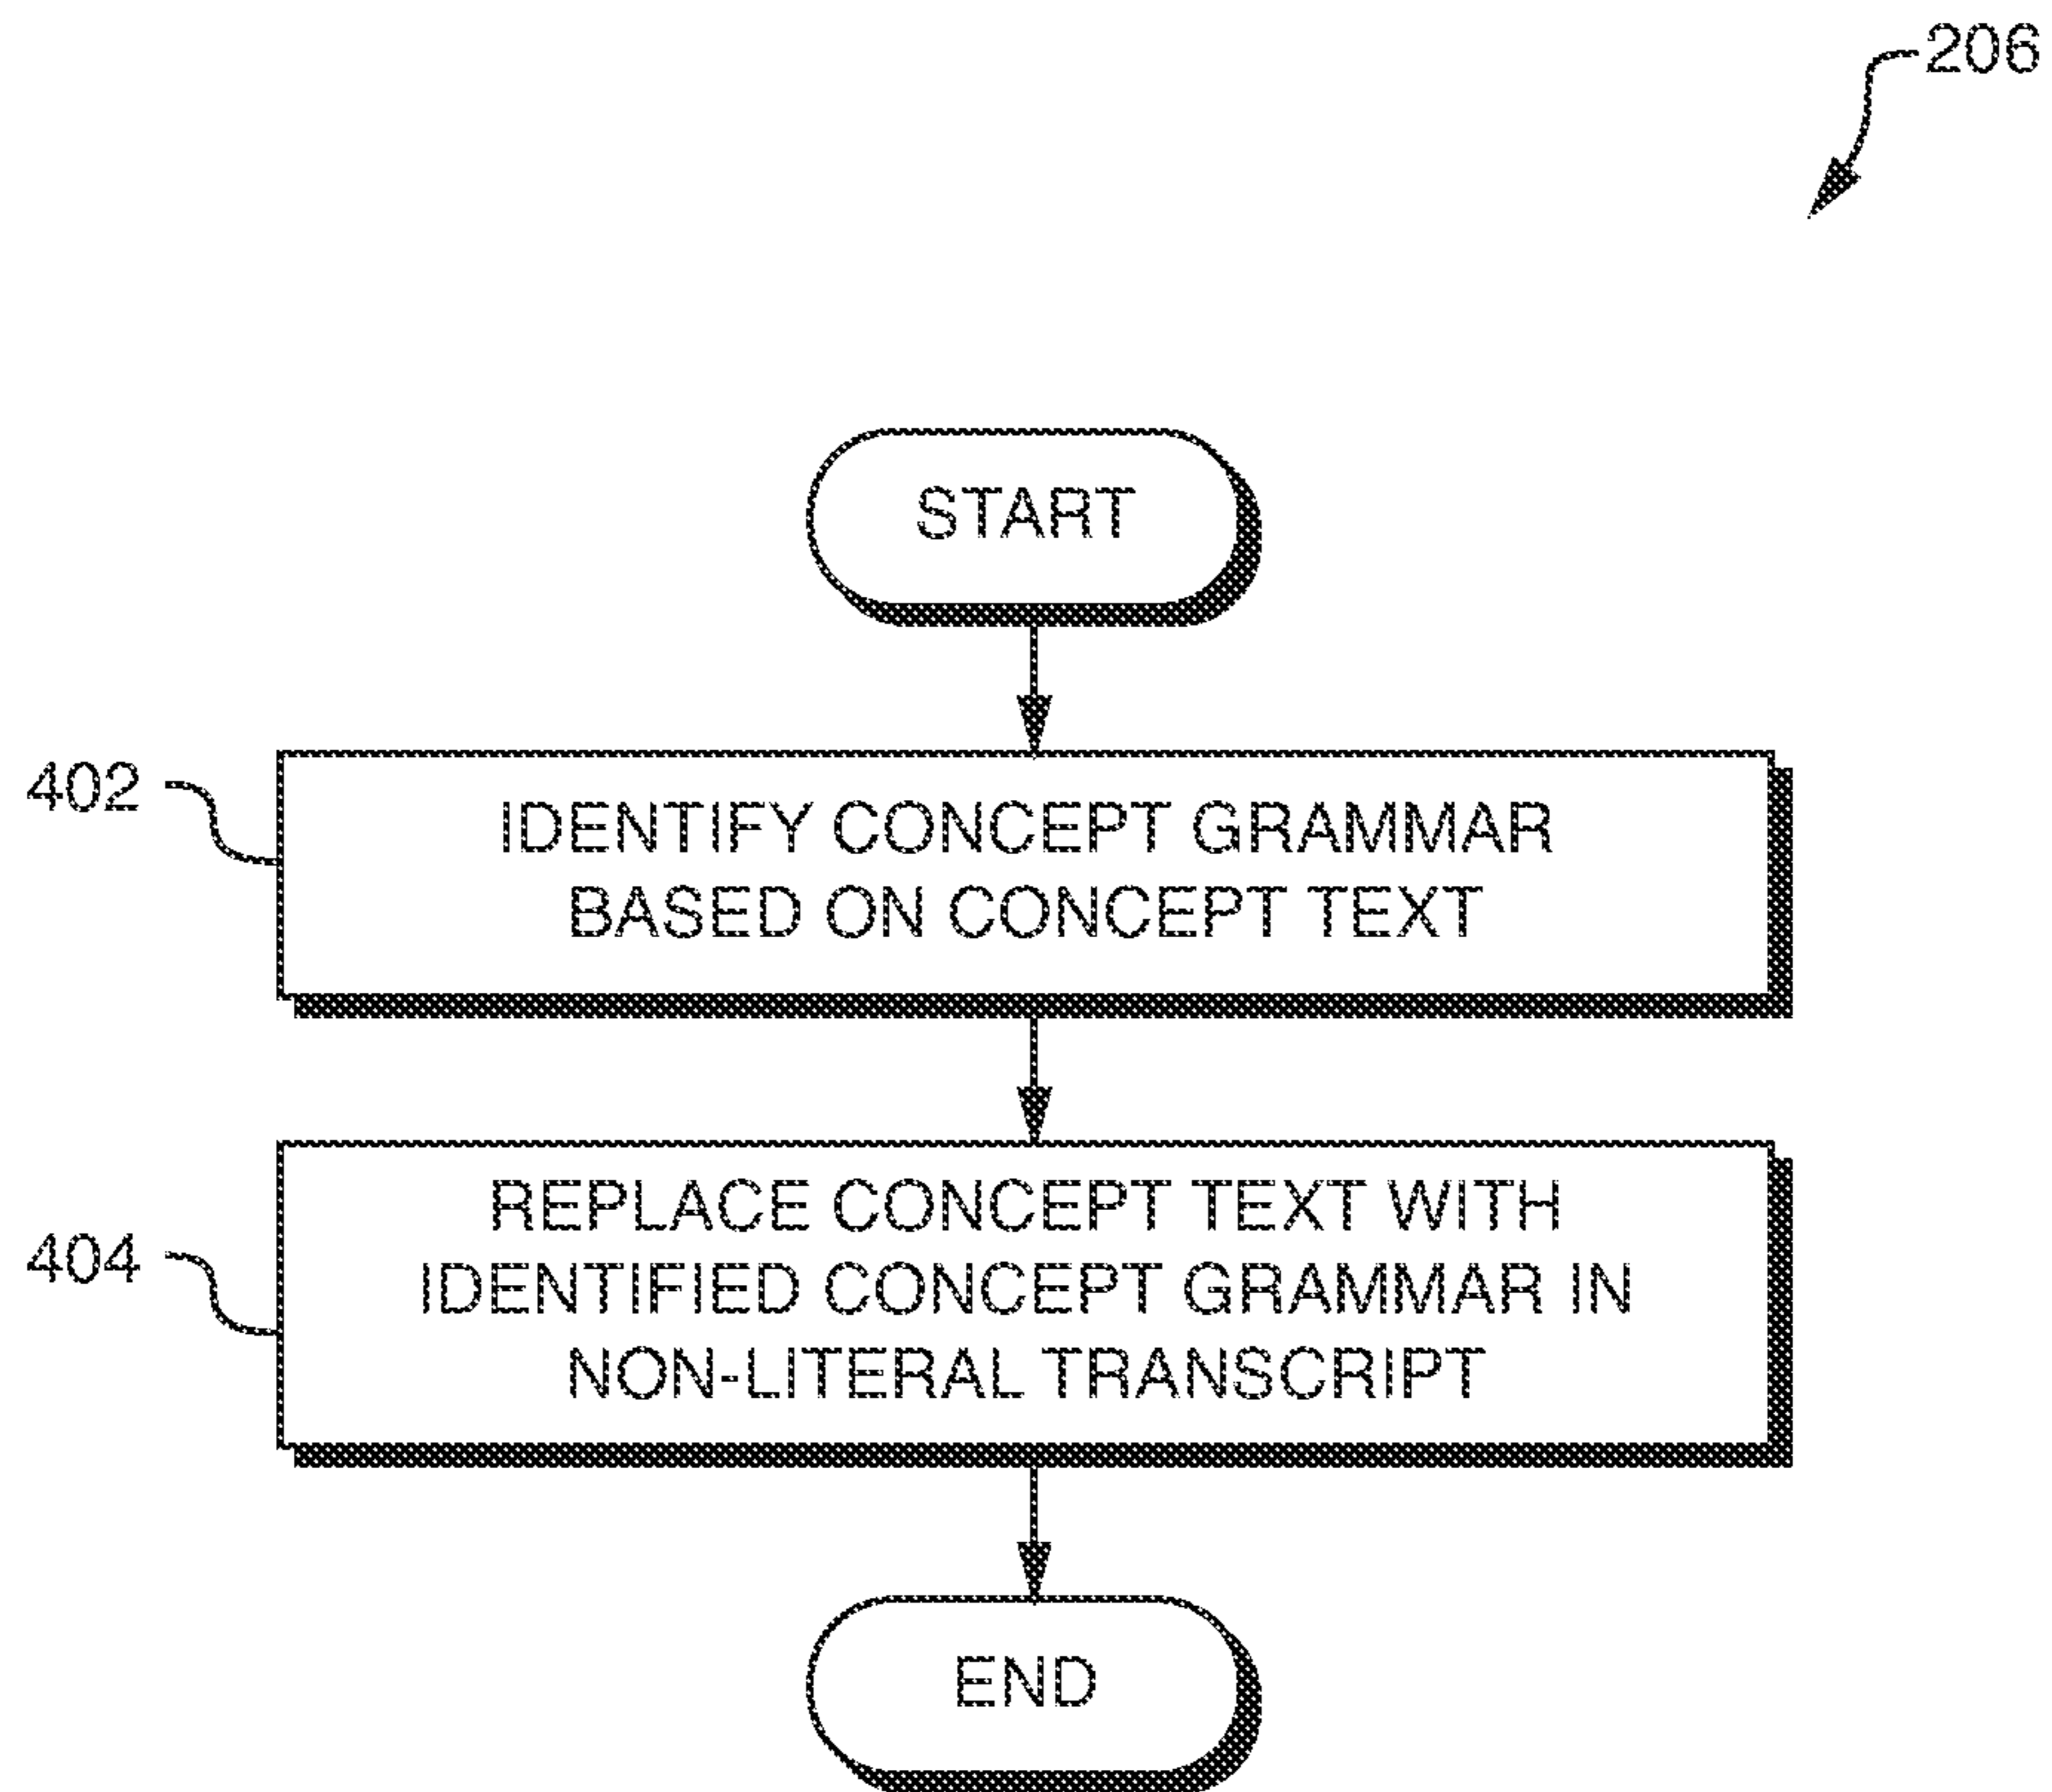 206
START
402
IDENTIFY CONCEPT GRAMMAR
BASED ON CONCEPT TEXT
404
REPLACE CONCEPT TEXT WITH
IDENTIFIED CONCEPT GRAMMAR IN
NON-LITERAL TRANSCRIPT
END